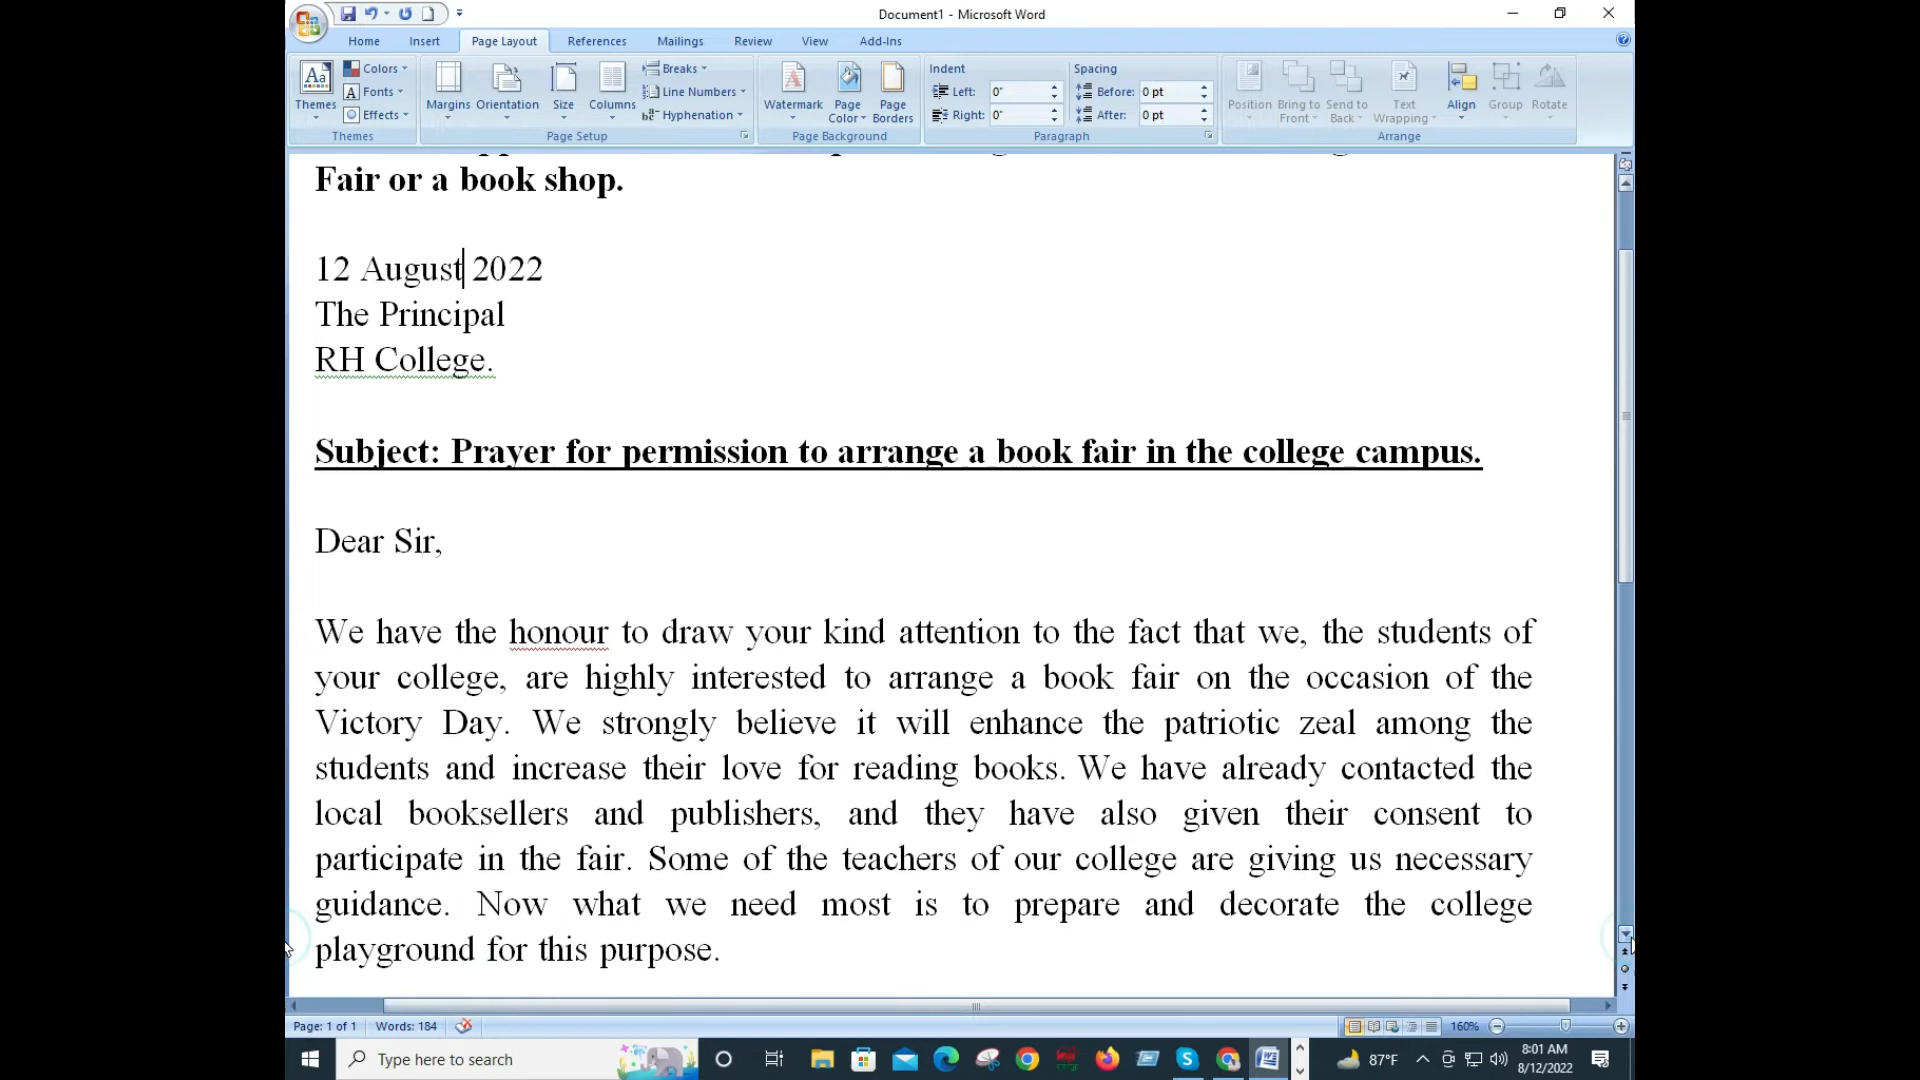 Document1 - Microsoft Word
Home Insert Page Layout References Mailings Review View Add-Ins
Themes Colors Fonts Effects Themes
Margins Orientation Size Columns Breaks Line Numbers Hyphenation Page Setup
Watermark Page Color Page Borders Page Background
Indent Left: 0" Right: 0" Spacing Before: 0 pt After: 0 pt Paragraph
Position Bring to Front Send to Back Text Wrapping Align Group Rotate Arrange
Fair or a book shop.
12 August 2022
The Principal
RH College.
Subject: Prayer for permission to arrange a book fair in the college campus.
Dear Sir,
We have the honour to draw your kind attention to the fact that we, the students of
your college, are highly interested to arrange a book fair on the occasion of the
Victory Day. We strongly believe it will enhance the patriotic zeal among the
students and increase their love for reading books. We have already contacted the
local booksellers and publishers, and they have also given their consent to
participate in the fair. Some of the teachers of our college are giving us necessary
guidance. Now what we need most is to prepare and decorate the college
playground for this purpose.
Page: 1 of 1 Words: 184 160%
Type here to search 87°F 8:01 AM
8/12/2022